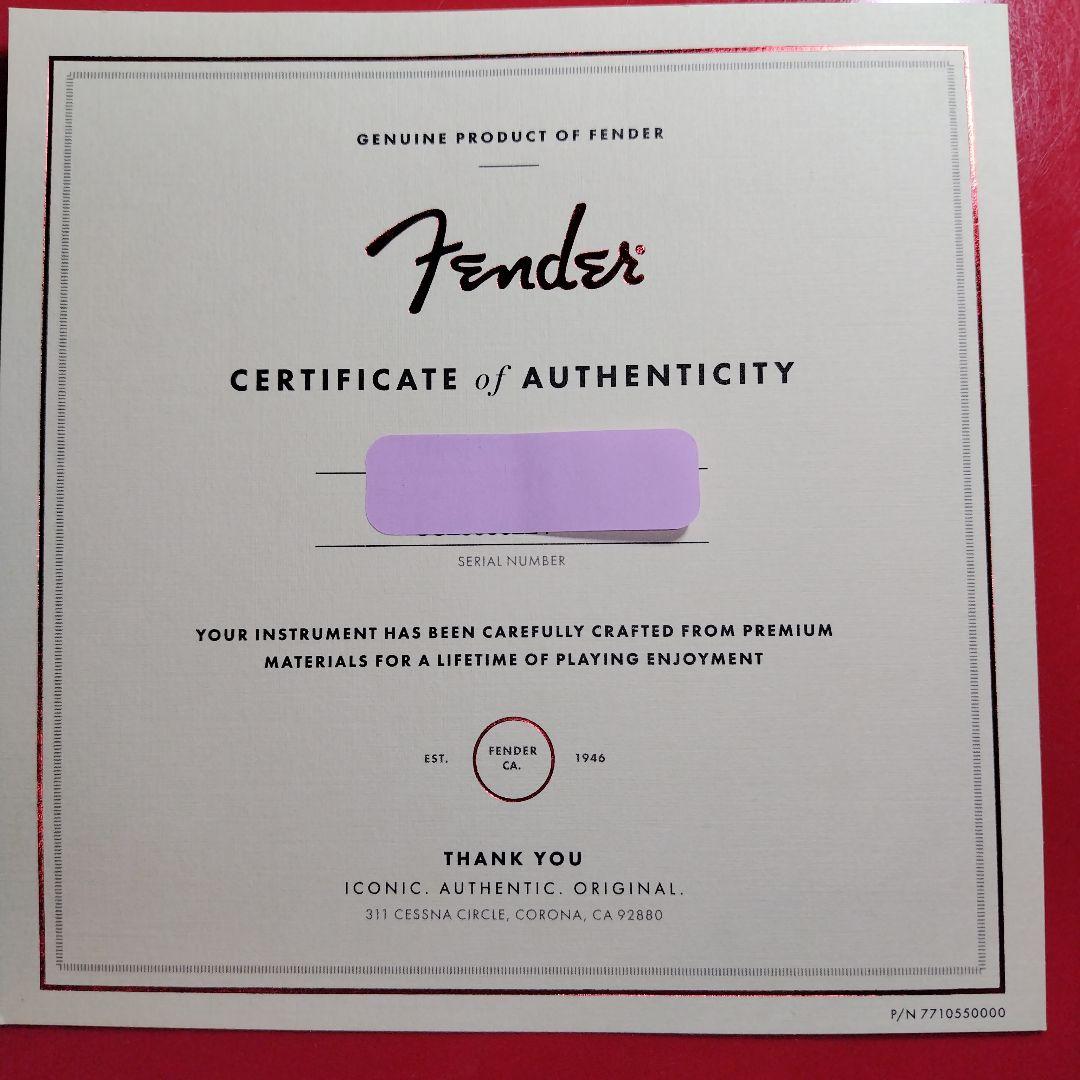 GENUINE PRODUCT OF FENDER
Fender®
CERTIFICATE of AUTHENTICITY
SERIAL NUMBER
YOUR INSTRUMENT HAS BEEN CAREFULLY CRAFTED FROM PREMIUM
MATERIALS FOR A LIFETIME OF PLAYING ENJOYMENT
EST. FENDER CA. 1946
THANK YOU
ICONIC. AUTHENTIC. ORIGINAL.
311 CESSNA CIRCLE, CORONA, CA 92880
P/N 7710550000